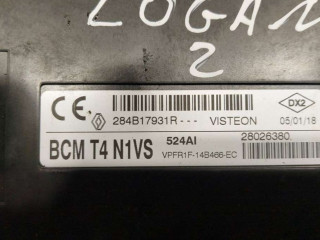 LOGAN
2
CE
284B17931R--- VISTEON
DX2
05/01/18
BCM T4 N1VS
524AI
28026380.
VPFR1F-14B466-EC